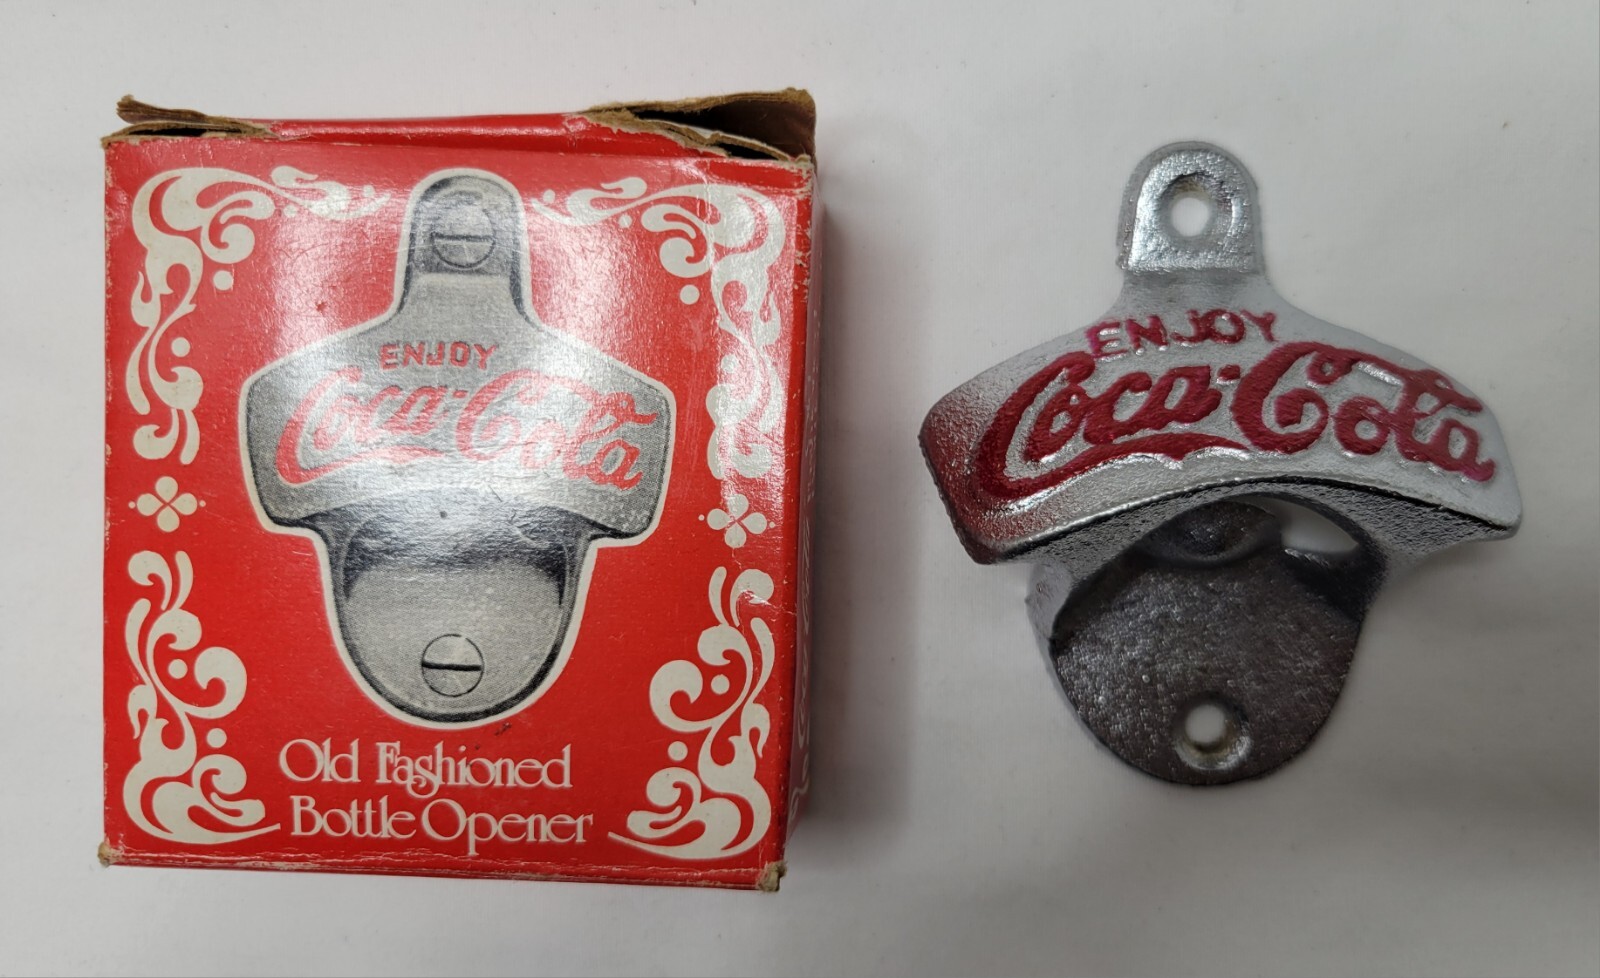 ENJOY
Coca-Cola
Old Fashioned
Bottle Opener
ENJOY
Coca-Cola